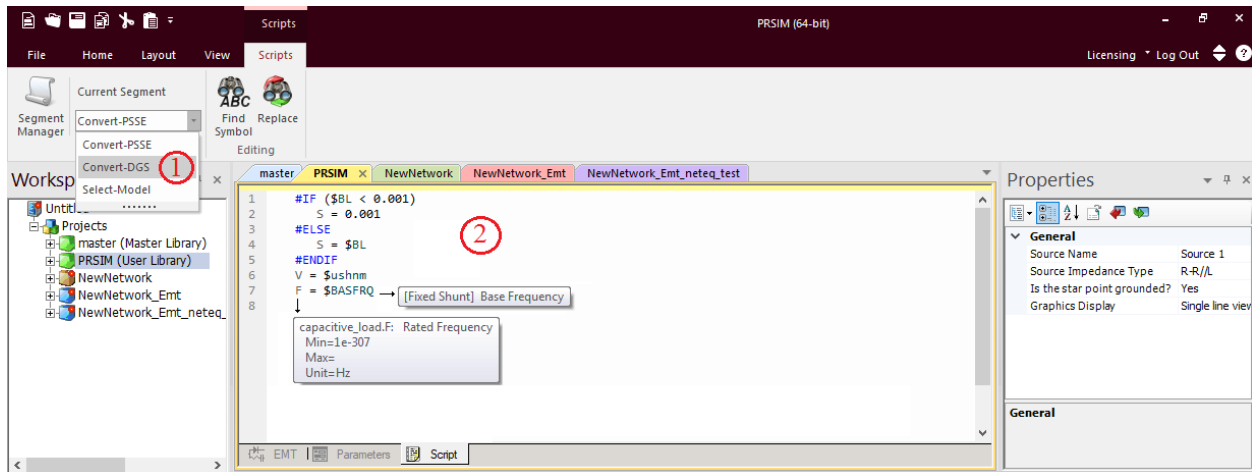 Scripts
PRSIM (64-bit)
File Home Layout View Scripts
Licensing Log Out
Segment Manager
Current Segment
Convert-PSSE
Convert-PSSE
Convert-DGS
Select-Model
ABC
Find Symbol
Replace
Editing
1
Worksp
Untitle
Projects
master (Master Library)
PRSIM (User Library)
NewNetwork
NewNetwork_Emt
NewNetwork_Emt_neteq_
master PRSIM NewNetwork NewNetwork_Emt NewNetwork_Emt_neteq_test
1 #IF ($BL < 0.001)
2 S = 0.001
3 #ELSE
4 S = $BL
5 #ENDIF
6 V = $ushnm
7 F = $BASFRQ
8
[Fixed Shunt] Base Frequency
capacitive_load.F: Rated Frequency
Min=1e-307
Max=
Unit=Hz
2
EMT Parameters Script
Properties
General
Source Name Source 1
Source Impedance Type R-R//L
Is the star point grounded? Yes
Graphics Display Single line view
General